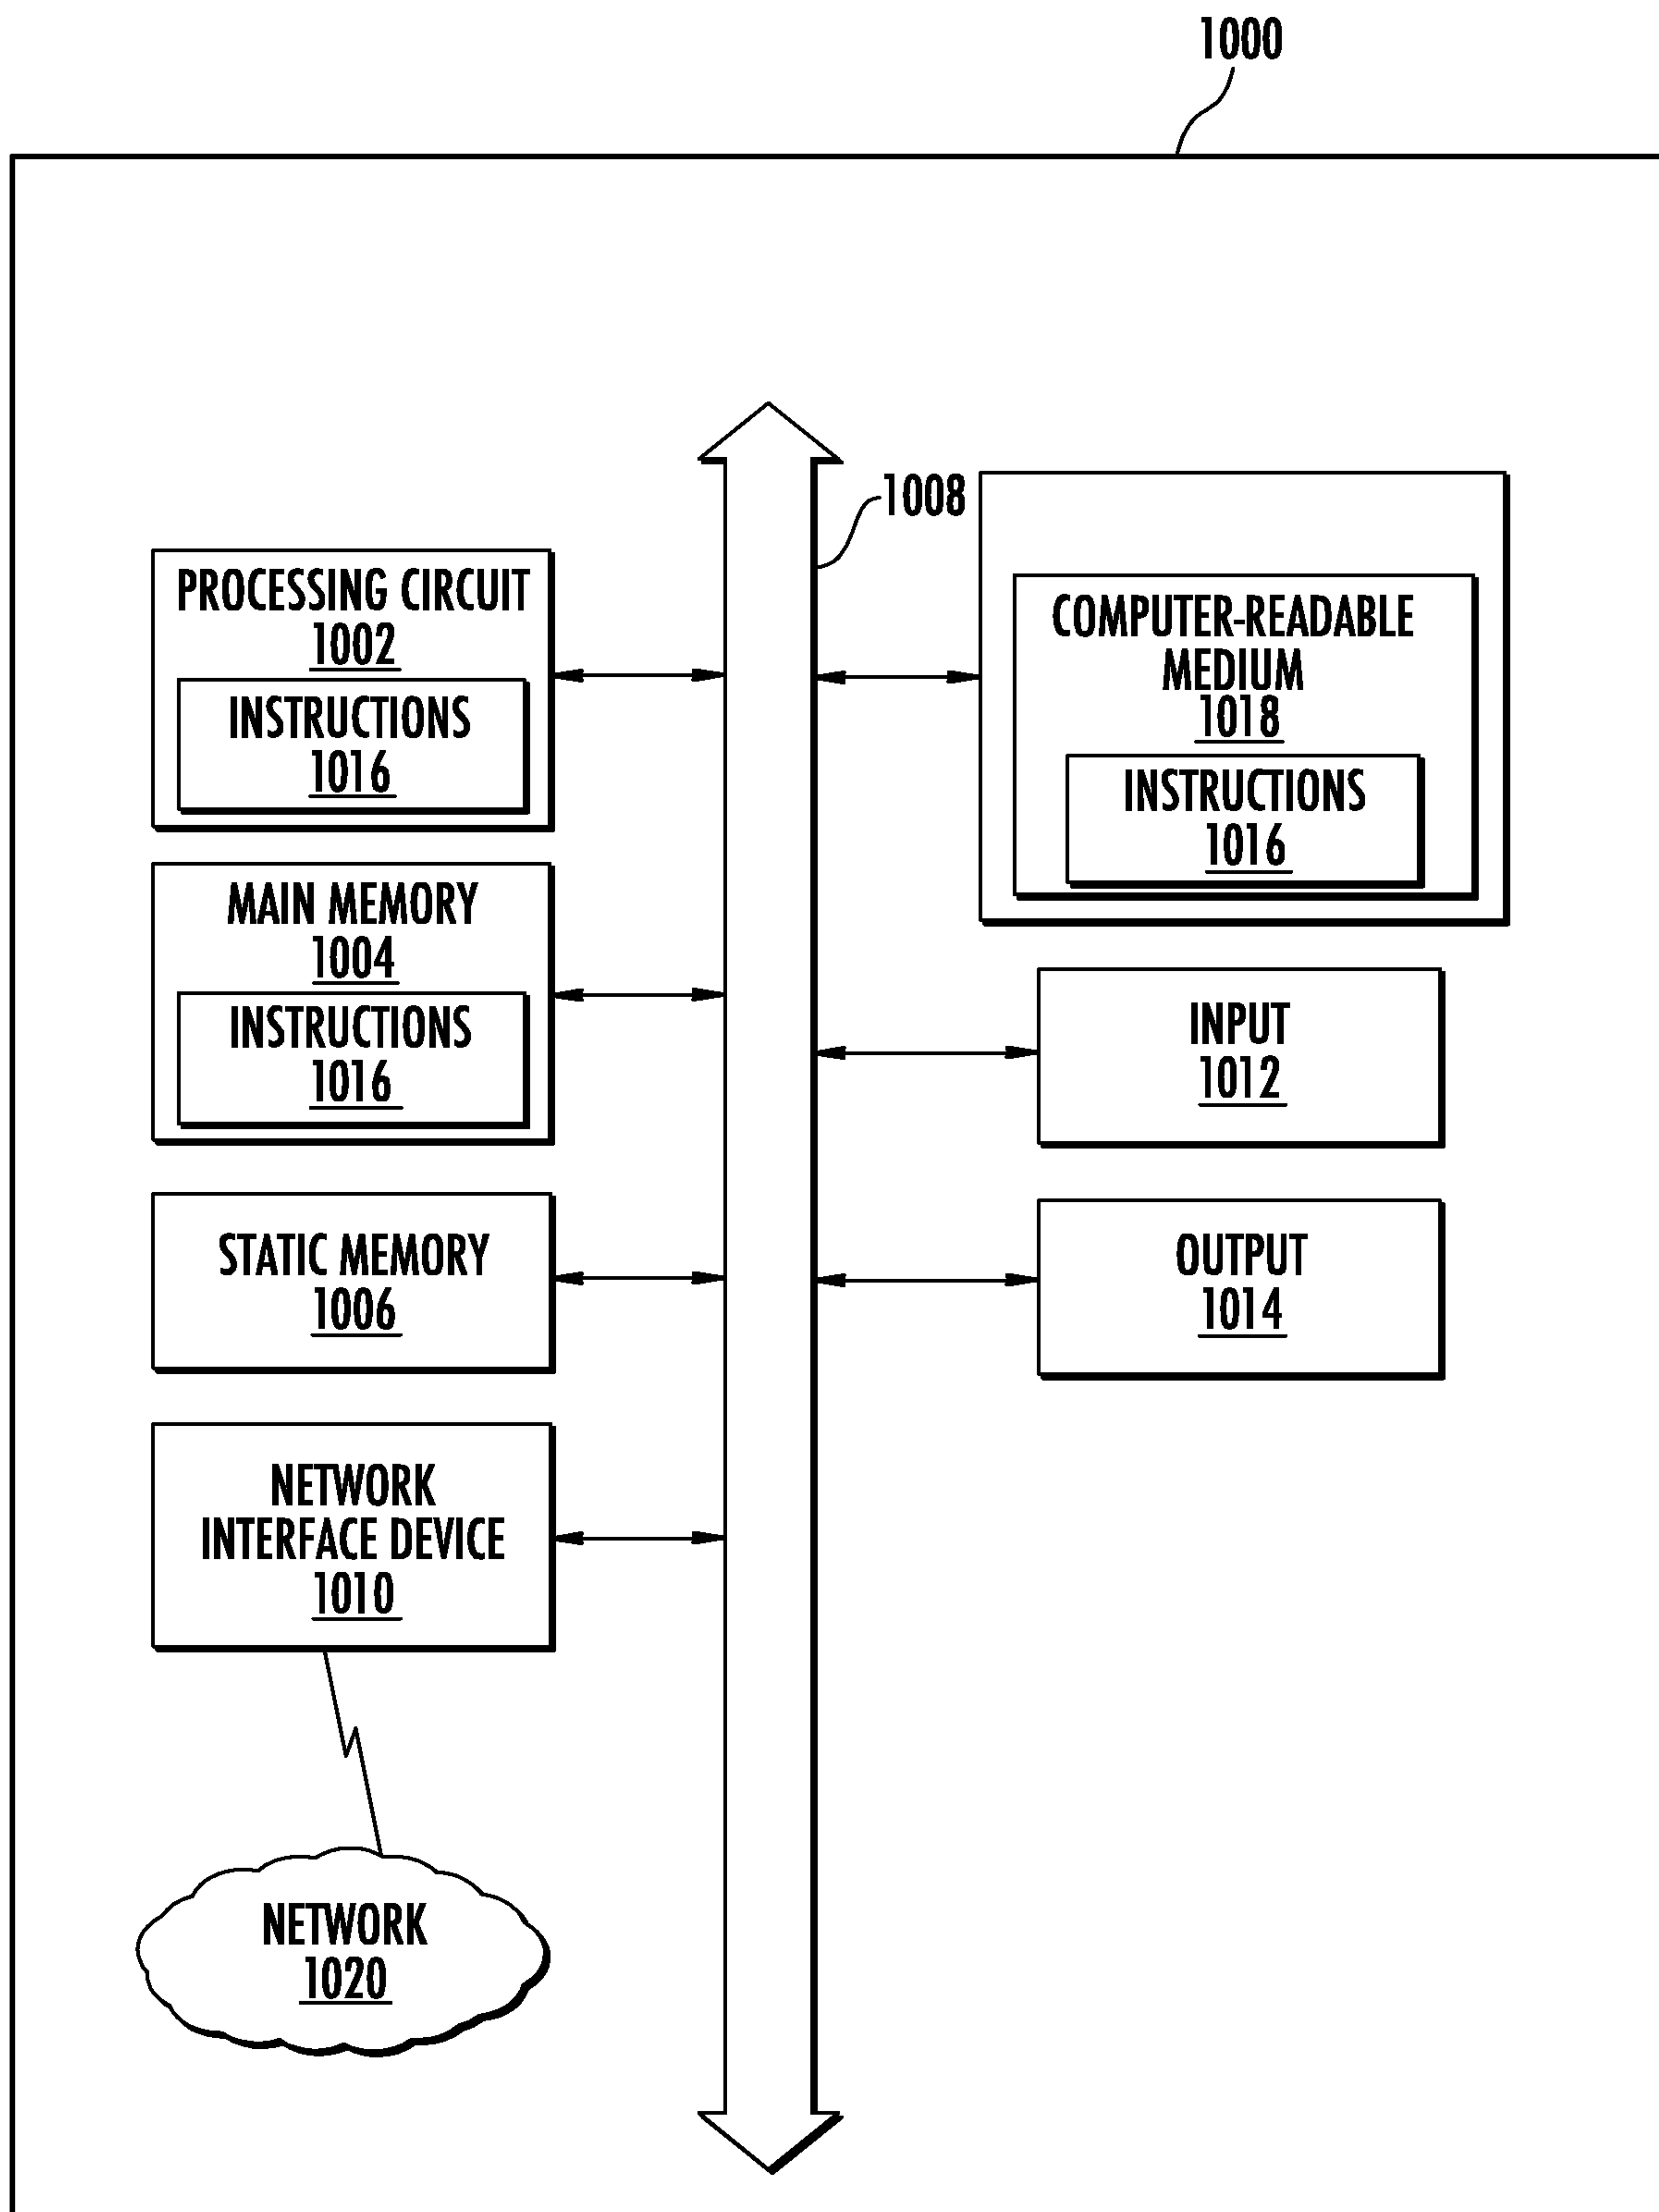 1000
1008
PROCESSING CIRCUIT
1002
INSTRUCTIONS
1016
MAIN MEMORY
1004
INSTRUCTIONS
1016
STATIC MEMORY
1006
NETWORK
INTERFACE DEVICE
1010
NETWORK
1020
COMPUTER-READABLE
MEDIUM
1018
INSTRUCTIONS
1016
INPUT
1012
OUTPUT
1014